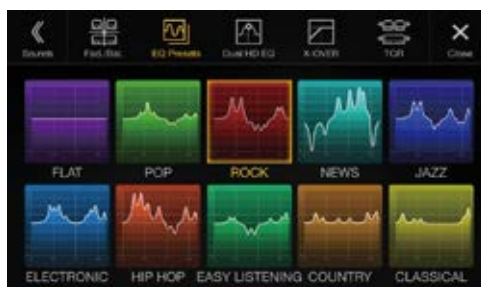 Sounds Fad./Bal. EQ Presets Dual HD EQ X-OVER TCR Close
FLAT POP ROCK NEWS JAZZ
ELECTRONIC HIP HOP EASY LISTENING COUNTRY CLASSICAL